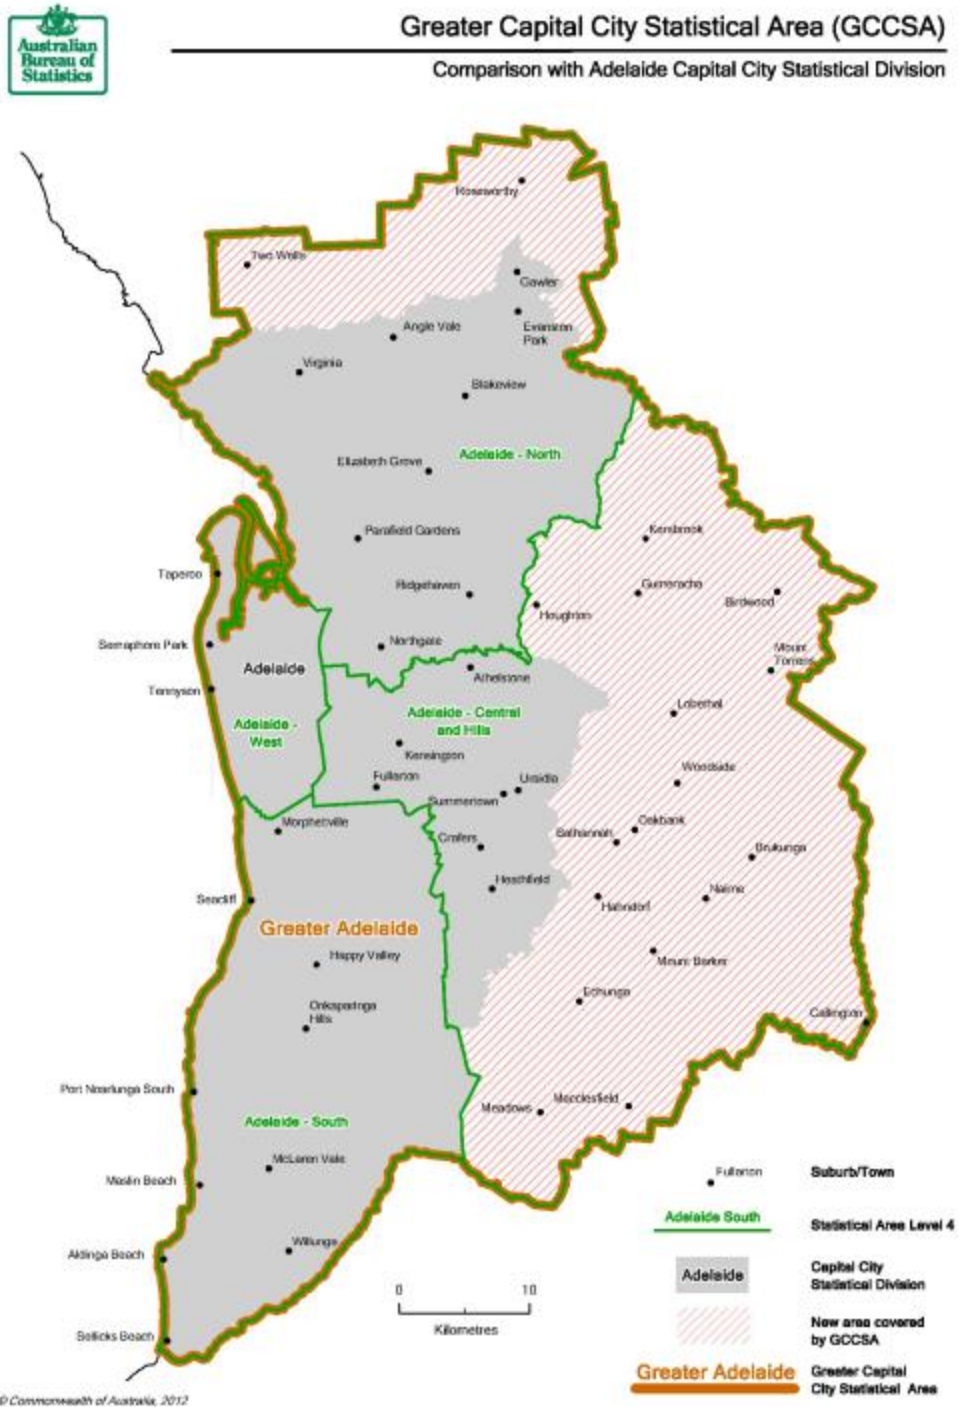 Australian
Bureau of
Statistics
Greater Capital City Statistical Area (GCCSA)
Comparison with Adelaide Capital City Statistical Division
Roseworthy
Two Wells
Gawler
Angle Vale
Evanston
Park
Virginia
Blakeview
Adelaide - North
Elizabeth Grove
Parafield Gardens
Kersbrook
Taperoo
Ridgehaven
Gumeracha
Birdwood
Houghton
Semaphore Park
Northgate
Mount
Torrens
Adelaide
Athelstone
Tennyson
Lobethal
Adelaide - Central
and Hills
Adelaide -
West
Kensington
Woodside
Fullarton
Uraidla
Summertown
Morphettville
Oakbank
Balhannah
Crafers
Brukunga
Heathfield
Nairne
Seacliff
Hahndorf
Greater Adelaide
Happy Valley
Mount Barker
Echunga
Onkaparinga
Hills
Callington
Port Noarlunga South
Meadows
Macclesfield
Adelaide - South
McLaren Vale
Maslin Beach
Fullarton
Suburb/Town
Adelaide South
Statistical Area Level 4
Willunga
Aldinga Beach
Adelaide
Capital City
Statistical Division
0 10
Kilometres
New area covered
by GCCSA
Sellicks Beach
Greater Adelaide
Greater Capital
City Statistical Area
© Commonwealth of Australia, 2012